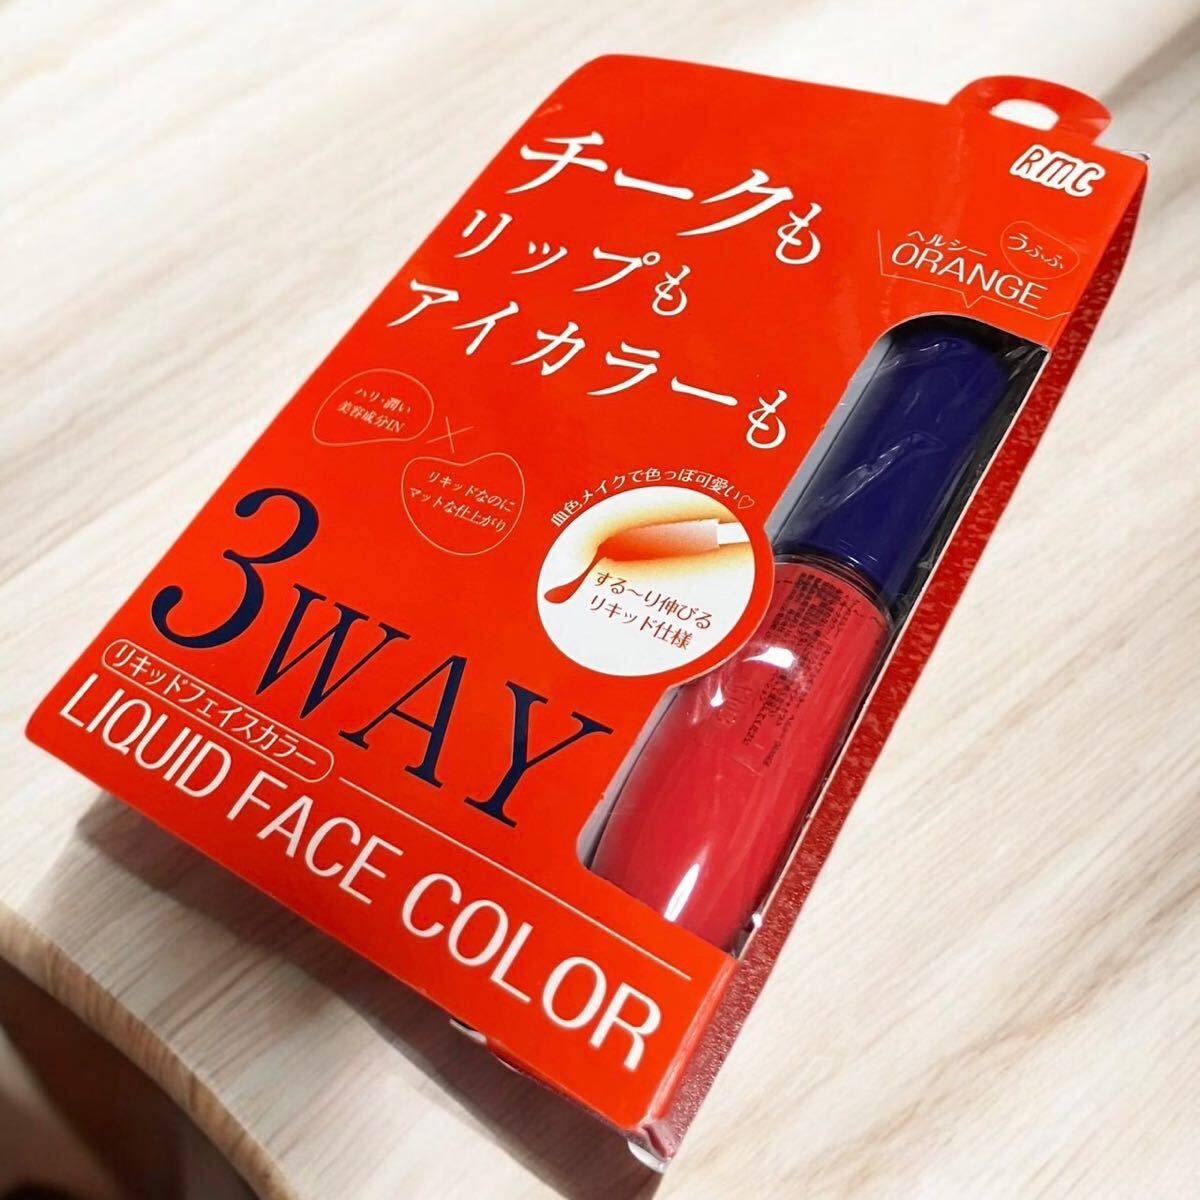 RMC
うふふ
ヘルシー
ORANGE
チークも
リップも
アイカラーも
ハリ・潤い
美容成分IN
×
リキッドなのに
マットな仕上がり
血色メイクで色っぽ可愛い♡
する〜り伸びる
リキッド仕様
3WAY
リキッドフェイスカラー
LIQUID FACE COLOR